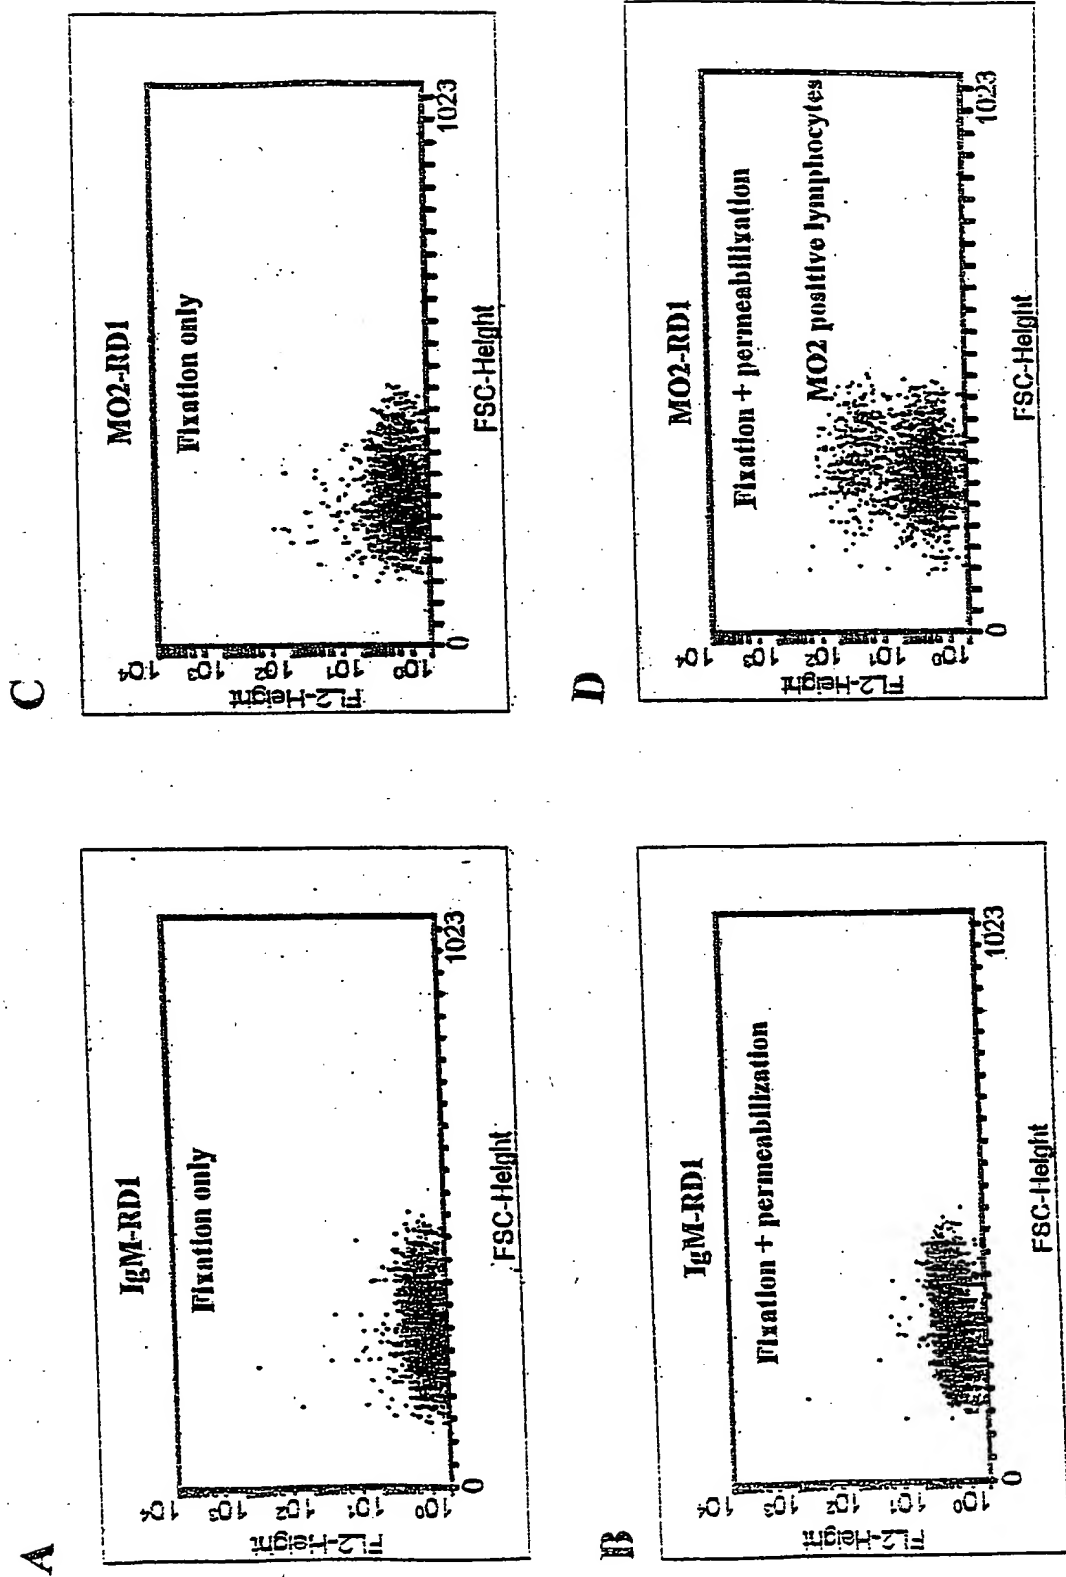 A
IgM-RD1
Fixation only
FL2-Height
10⁴
10³
10²
10¹
10⁰
0
1023
FSC-Height
B
IgM-RD1
Fixation + permeabilization
FL2-Height
10⁴
10³
10²
10¹
10⁰
0
1023
FSC-Height
C
MO2-RD1
Fixation only
FL2-Height
10⁴
10³
10²
10¹
10⁰
0
1023
FSC-Height
D
MO2-RD1
Fixation + permeabilization
MO2 positive lymphocytes
FL2-Height
10⁴
10³
10²
10¹
10⁰
0
1023
FSC-Height